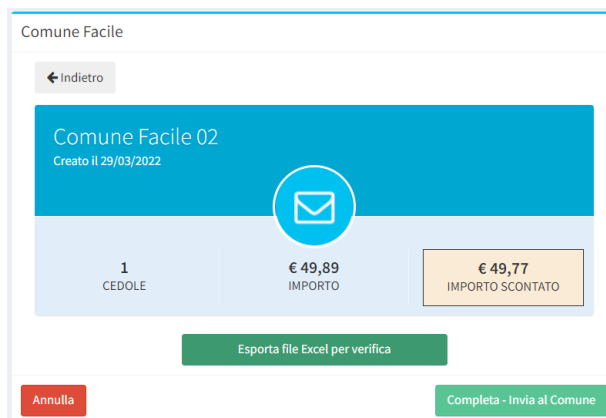 Comune Facile
Indietro
Comune Facile 02
Creato il 29/03/2022
1
CEDOLE
€ 49,89
IMPORTO
€ 49,77
IMPORTO SCONTATO
Esporta file Excel per verifica
Annulla
Completa - Invia al Comune